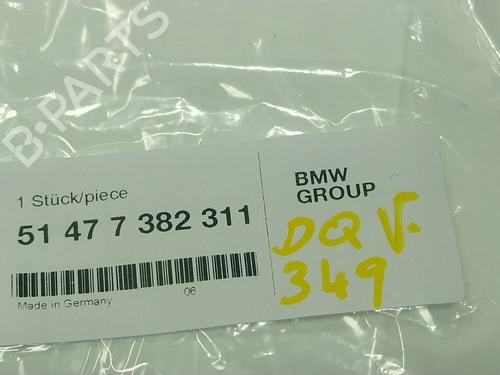 B-PARTS
1 Stück/piece
51 47 7 382 311
Made in Germany
06
BMW
GROUP
DQ V.
349